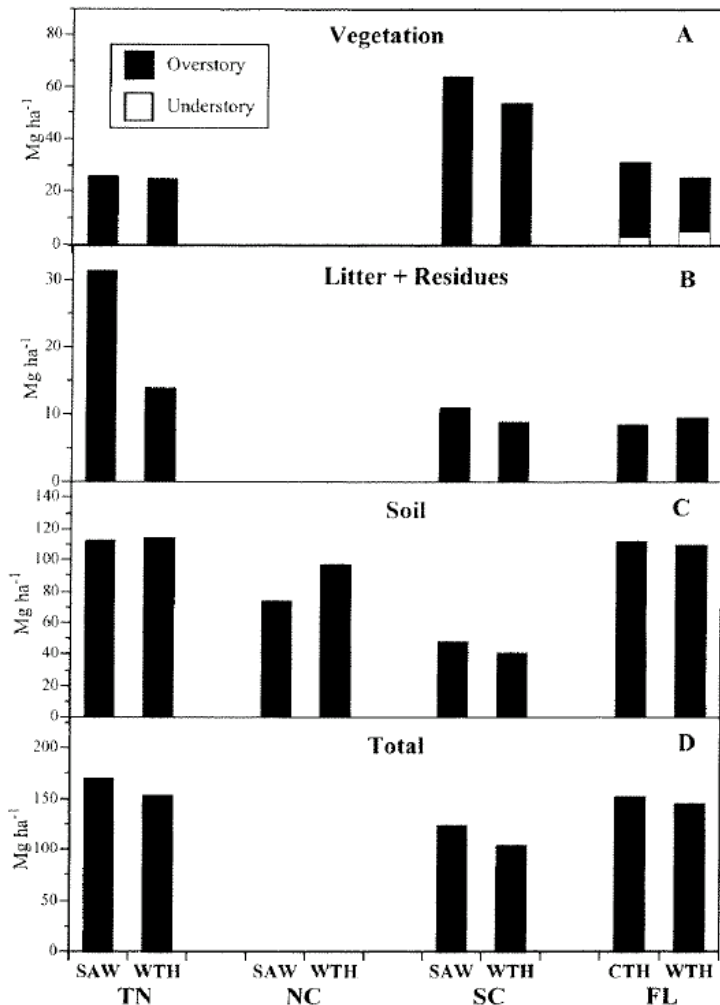 Vegetation A
Overstory
Understory
Mg ha-1
80
60
40
20
0
Litter + Residues B
Mg ha-1
30
20
10
0
Soil C
Mg ha-1
140
120
100
80
60
40
20
0
Total D
Mg ha-1
200
150
100
50
0
SAW WTH SAW WTH SAW WTH CTH WTH
TN NC SC FL